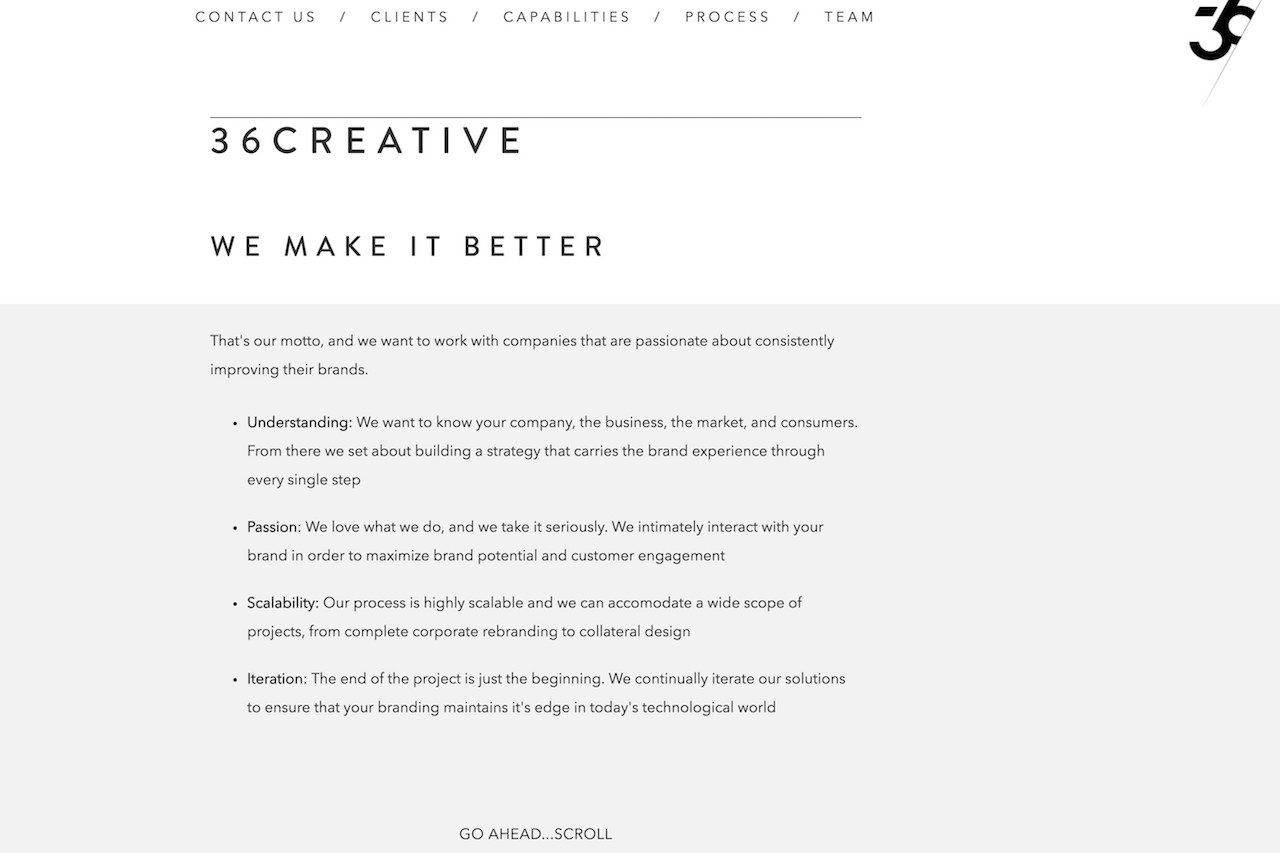 CONTACT US / CLIENTS / CAPABILITIES / PROCESS / TEAM
36
36CREATIVE
WE MAKE IT BETTER
That's our motto, and we want to work with companies that are passionate about consistently
improving their brands.
• Understanding: We want to know your company, the business, the market, and consumers.
From there we set about building a strategy that carries the brand experience through
every single step
• Passion: We love what we do, and we take it seriously. We intimately interact with your
brand in order to maximize brand potential and customer engagement
• Scalability: Our process is highly scalable and we can accomodate a wide scope of
projects, from complete corporate rebranding to collateral design
• Iteration: The end of the project is just the beginning. We continually iterate our solutions
to ensure that your branding maintains it's edge in today's technological world
GO AHEAD...SCROLL